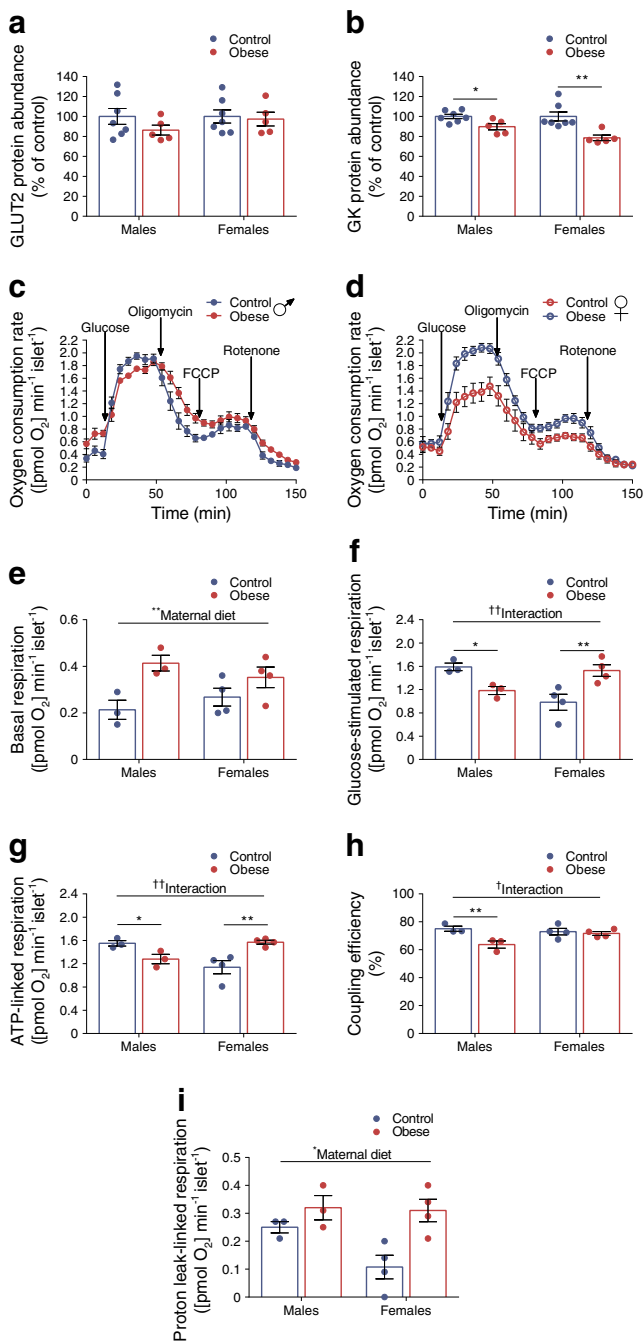 a
Control
Obese
GLUT2 protein abundance
(% of control)
140
120
100
80
60
40
20
0
Males
Females
b
Control
Obese
GK protein abundance
(% of control)
140
120
100
80
60
40
20
0
*
**
Males
Females
c
Control ♂
Obese
Oxygen consumption rate
([pmol O2] min-1 islet-1)
2.2
2.0
1.8
1.6
1.4
1.2
1.0
0.8
0.6
0.4
0.2
0
Glucose
Oligomycin
FCCP
Rotenone
0
50
100
150
Time (min)
d
Control ♀
Obese
Oxygen consumption rate
([pmol O2] min-1 islet-1)
2.2
2.0
1.8
1.6
1.4
1.2
1.0
0.8
0.6
0.4
0.2
0
Glucose
Oligomycin
FCCP
Rotenone
0
50
100
150
Time (min)
e
Control
Obese
Basal respiration
([pmol O2] min-1 islet-1)
0.6
0.4
0.2
0
**Maternal diet
Males
Females
f
Control
Obese
Glucose-stimulated respiration
([pmol O2] min-1 islet-1)
2.4
2.0
1.6
1.2
0.8
0.4
0
††Interaction
*
**
Males
Females
g
Control
Obese
ATP-linked respiration
([pmol O2] min-1 islet-1)
2.4
2.0
1.6
1.2
0.8
0.4
0
††Interaction
*
**
Males
Females
h
Control
Obese
Coupling efficiency
(%)
100
80
60
40
20
0
†Interaction
**
Males
Females
i
Control
Obese
Proton leak-linked respiration
([pmol O2] min-1 islet-1)
0.5
0.4
0.3
0.2
0.1
0
*Maternal diet
Males
Females